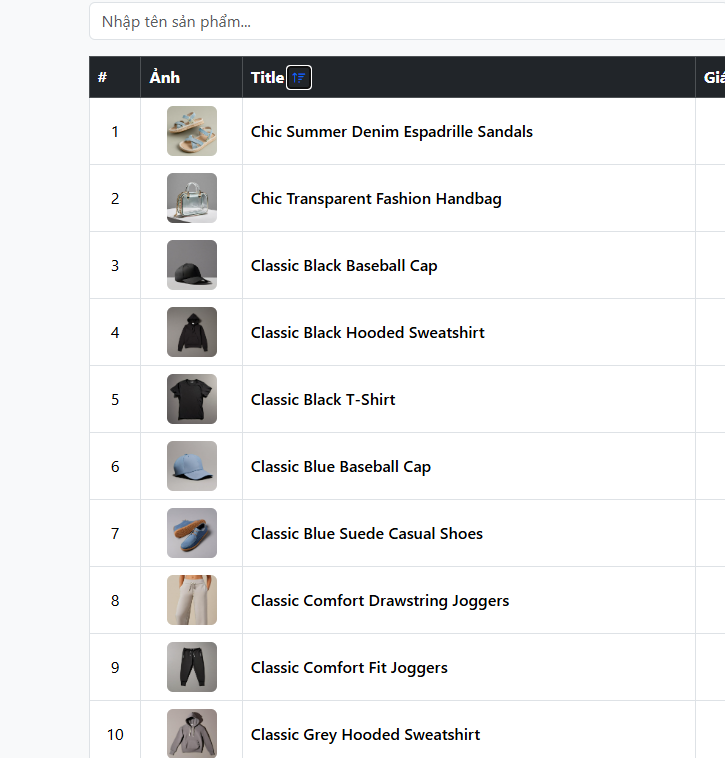 Nhập tên sản phẩm...
# Ảnh Title Giá
1 Chic Summer Denim Espadrille Sandals
2 Chic Transparent Fashion Handbag
3 Classic Black Baseball Cap
4 Classic Black Hooded Sweatshirt
5 Classic Black T-Shirt
6 Classic Blue Baseball Cap
7 Classic Blue Suede Casual Shoes
8 Classic Comfort Drawstring Joggers
9 Classic Comfort Fit Joggers
10 Classic Grey Hooded Sweatshirt